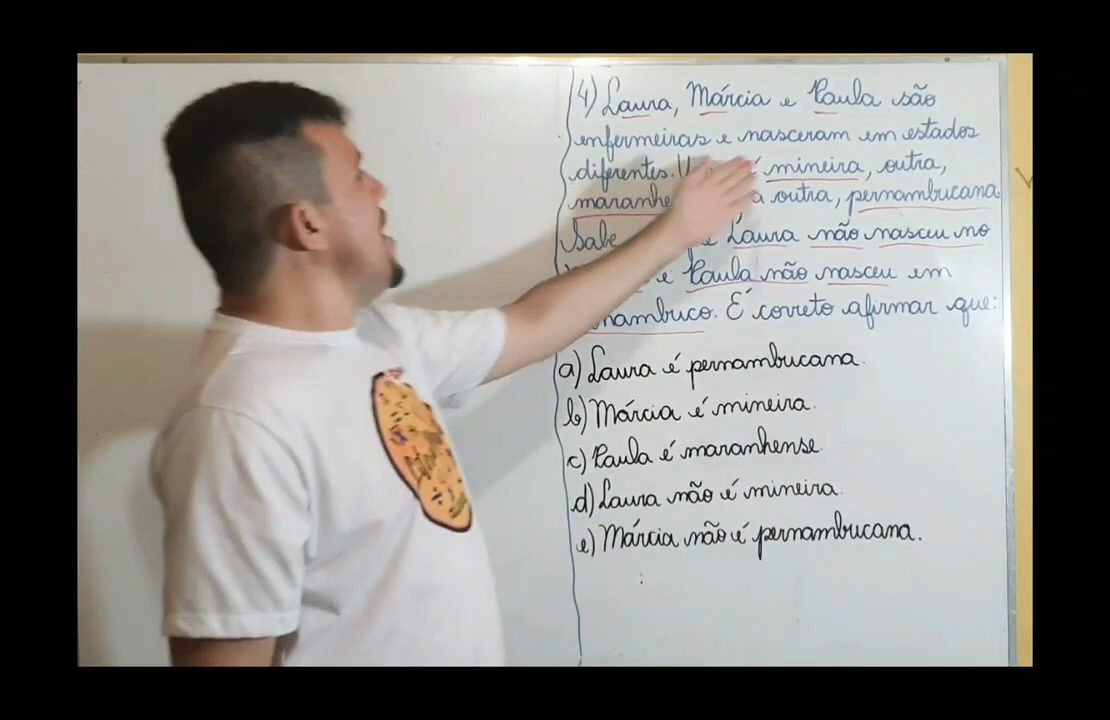 4) Laura, Márcia e Paula são
enfermeiras e nasceram em estados
diferentes. mineira, outra,
outra, pernambucana.
Laura não nasceu no
e Paula não nasceu em
É correto afirmar que:
a) Laura é pernambucana.
b) Márcia é mineira.
c) Paula é maranhense.
d) Laura não é mineira.
e) Márcia não é pernambucana.